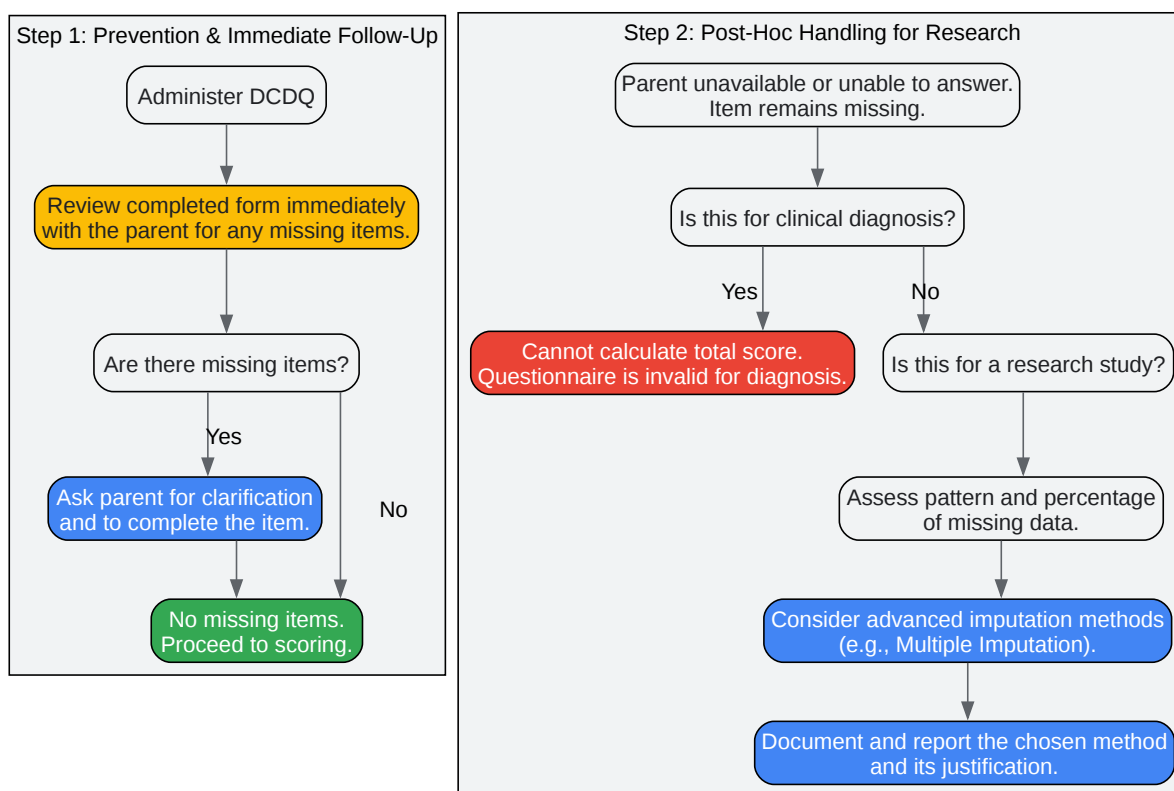 Step 1: Prevention & Immediate Follow-Up
Administer DCDQ
Review completed form immediately
with the parent for any missing items.
Are there missing items?
Yes
No
Ask parent for clarification
and to complete the item.
No missing items.
Proceed to scoring.
Step 2: Post-Hoc Handling for Research
Parent unavailable or unable to answer.
Item remains missing.
Is this for clinical diagnosis?
Yes
No
Cannot calculate total score.
Questionnaire is invalid for diagnosis.
Is this for a research study?
Assess pattern and percentage
of missing data.
Consider advanced imputation methods
(e.g., Multiple Imputation).
Document and report the chosen method
and its justification.